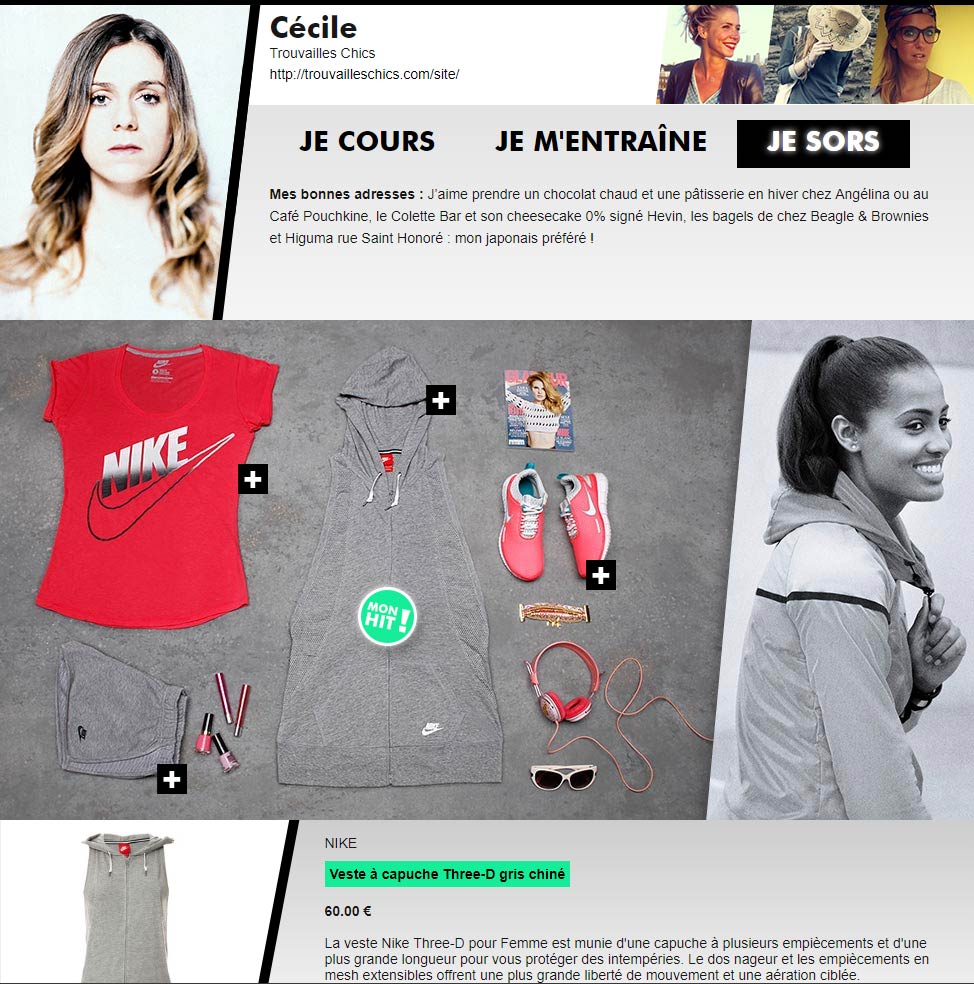 Cécile
Trouvailles Chics
http://trouvailleschics.com/site/
JE COURS
JE M'ENTRAÎNE
JE SORS
Mes bonnes adresses : J'aime prendre un chocolat chaud et une pâtisserie en hiver chez Angélina ou au
Café Pouchkine, le Colette Bar et son cheesecake 0% signé Hevin, les bagels de chez Beagle & Brownies
et Higuma rue Saint Honoré : mon japonais préféré !
NIKE
NIKE
MON
HIT !
NIKE
NIKE
Veste à capuche Three-D gris chiné
60.00 €
La veste Nike Three-D pour Femme est munie d'une capuche à plusieurs empiècements et d'une
plus grande longueur pour vous protéger des intempéries. Le dos nageur et les empiècements en
mesh extensibles offrent une plus grande liberté de mouvement et une aération ciblée.